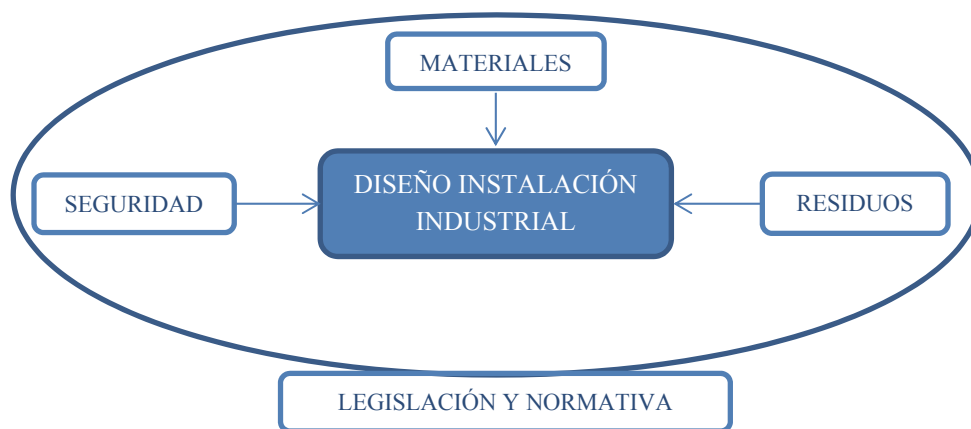 MATERIALES
DISEÑO INSTALACIÓN
INDUSTRIAL
SEGURIDAD
RESIDUOS
LEGISLACIÓN Y NORMATIVA